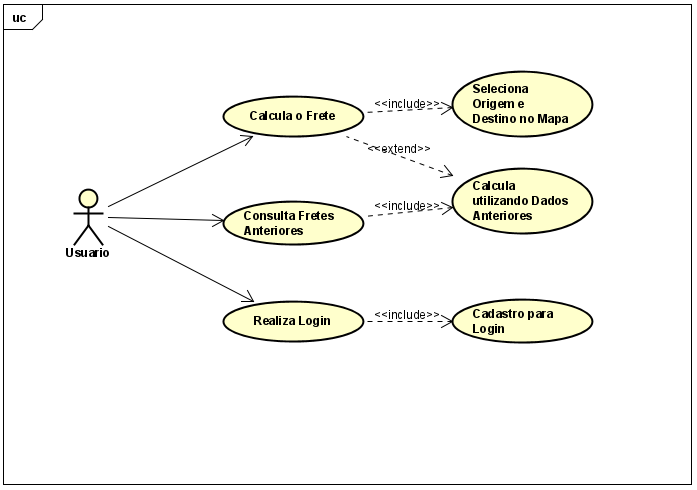 uc
Calcula o Frete
<<include>>
Seleciona
Origem e
Destino no Mapa
<<extend>>
Calcula
utilizando Dados
Anteriores
Consulta Fretes
Anteriores
<<include>>
Usuario
Realiza Login
<<include>>
Cadastro para
Login